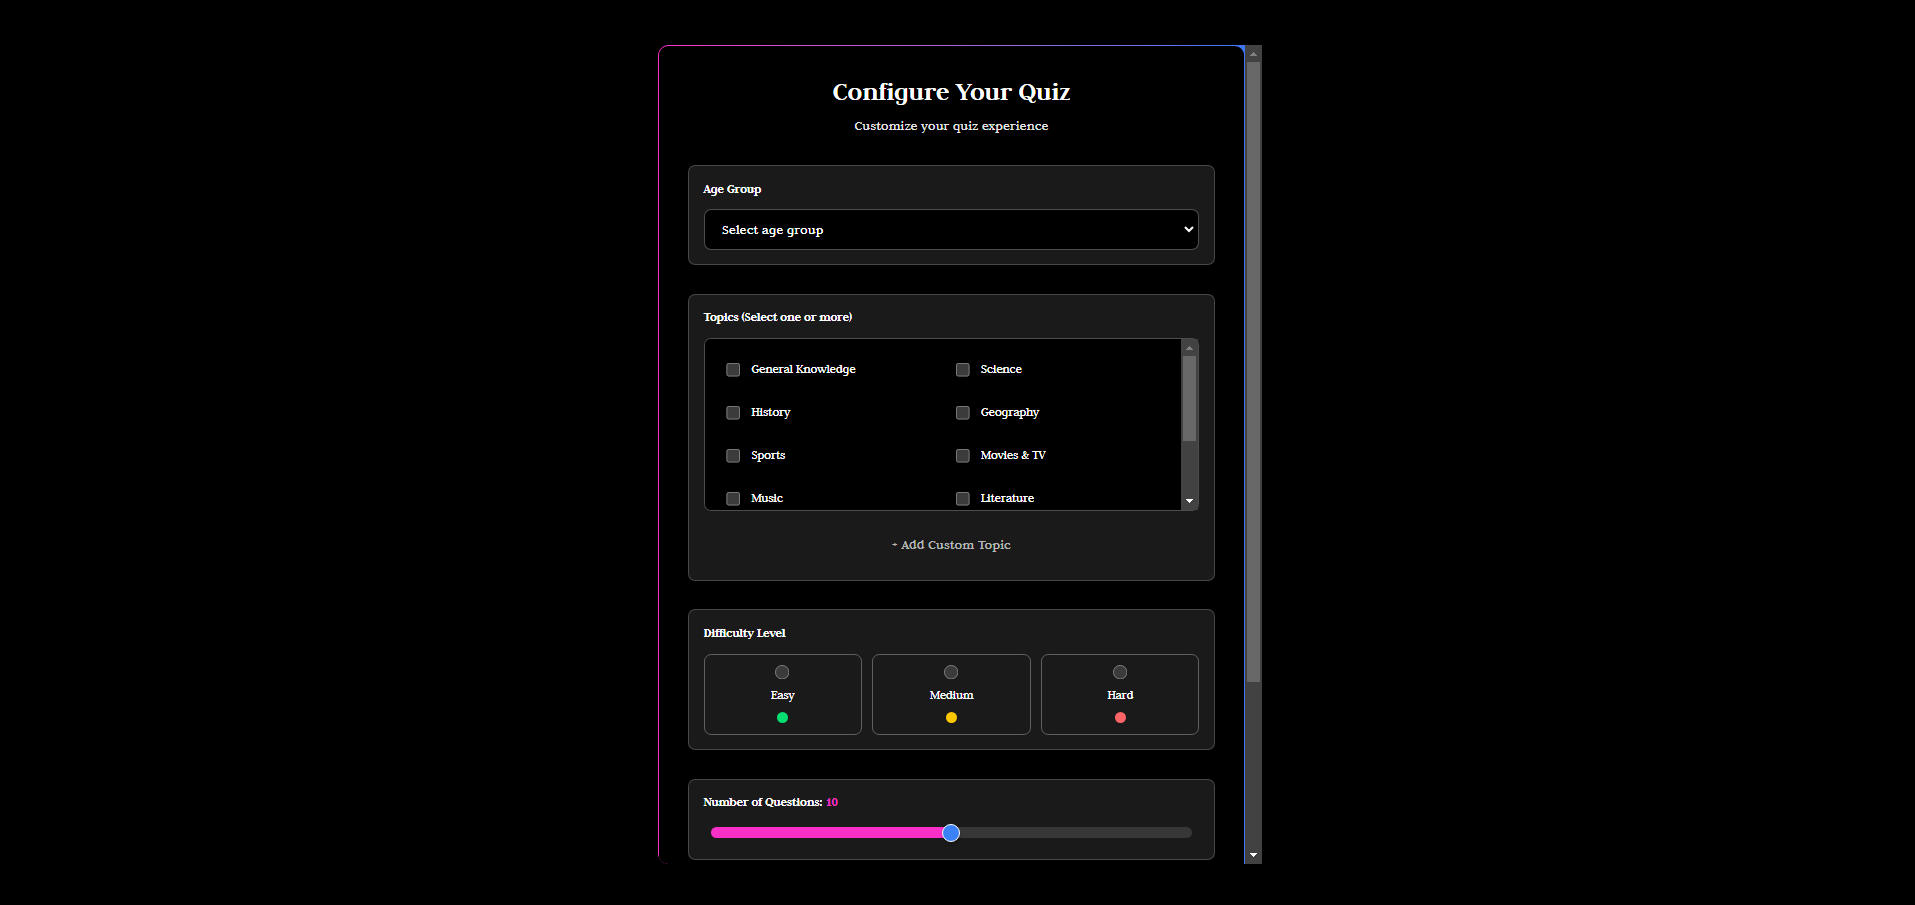 Configure Your Quiz
Customize your quiz experience
Age Group
Select age group
Topics (Select one or more)
General Knowledge
Science
History
Geography
Sports
Movies & TV
Music
Literature
+ Add Custom Topic
Difficulty Level
Easy
Medium
Hard
Number of Questions: 10